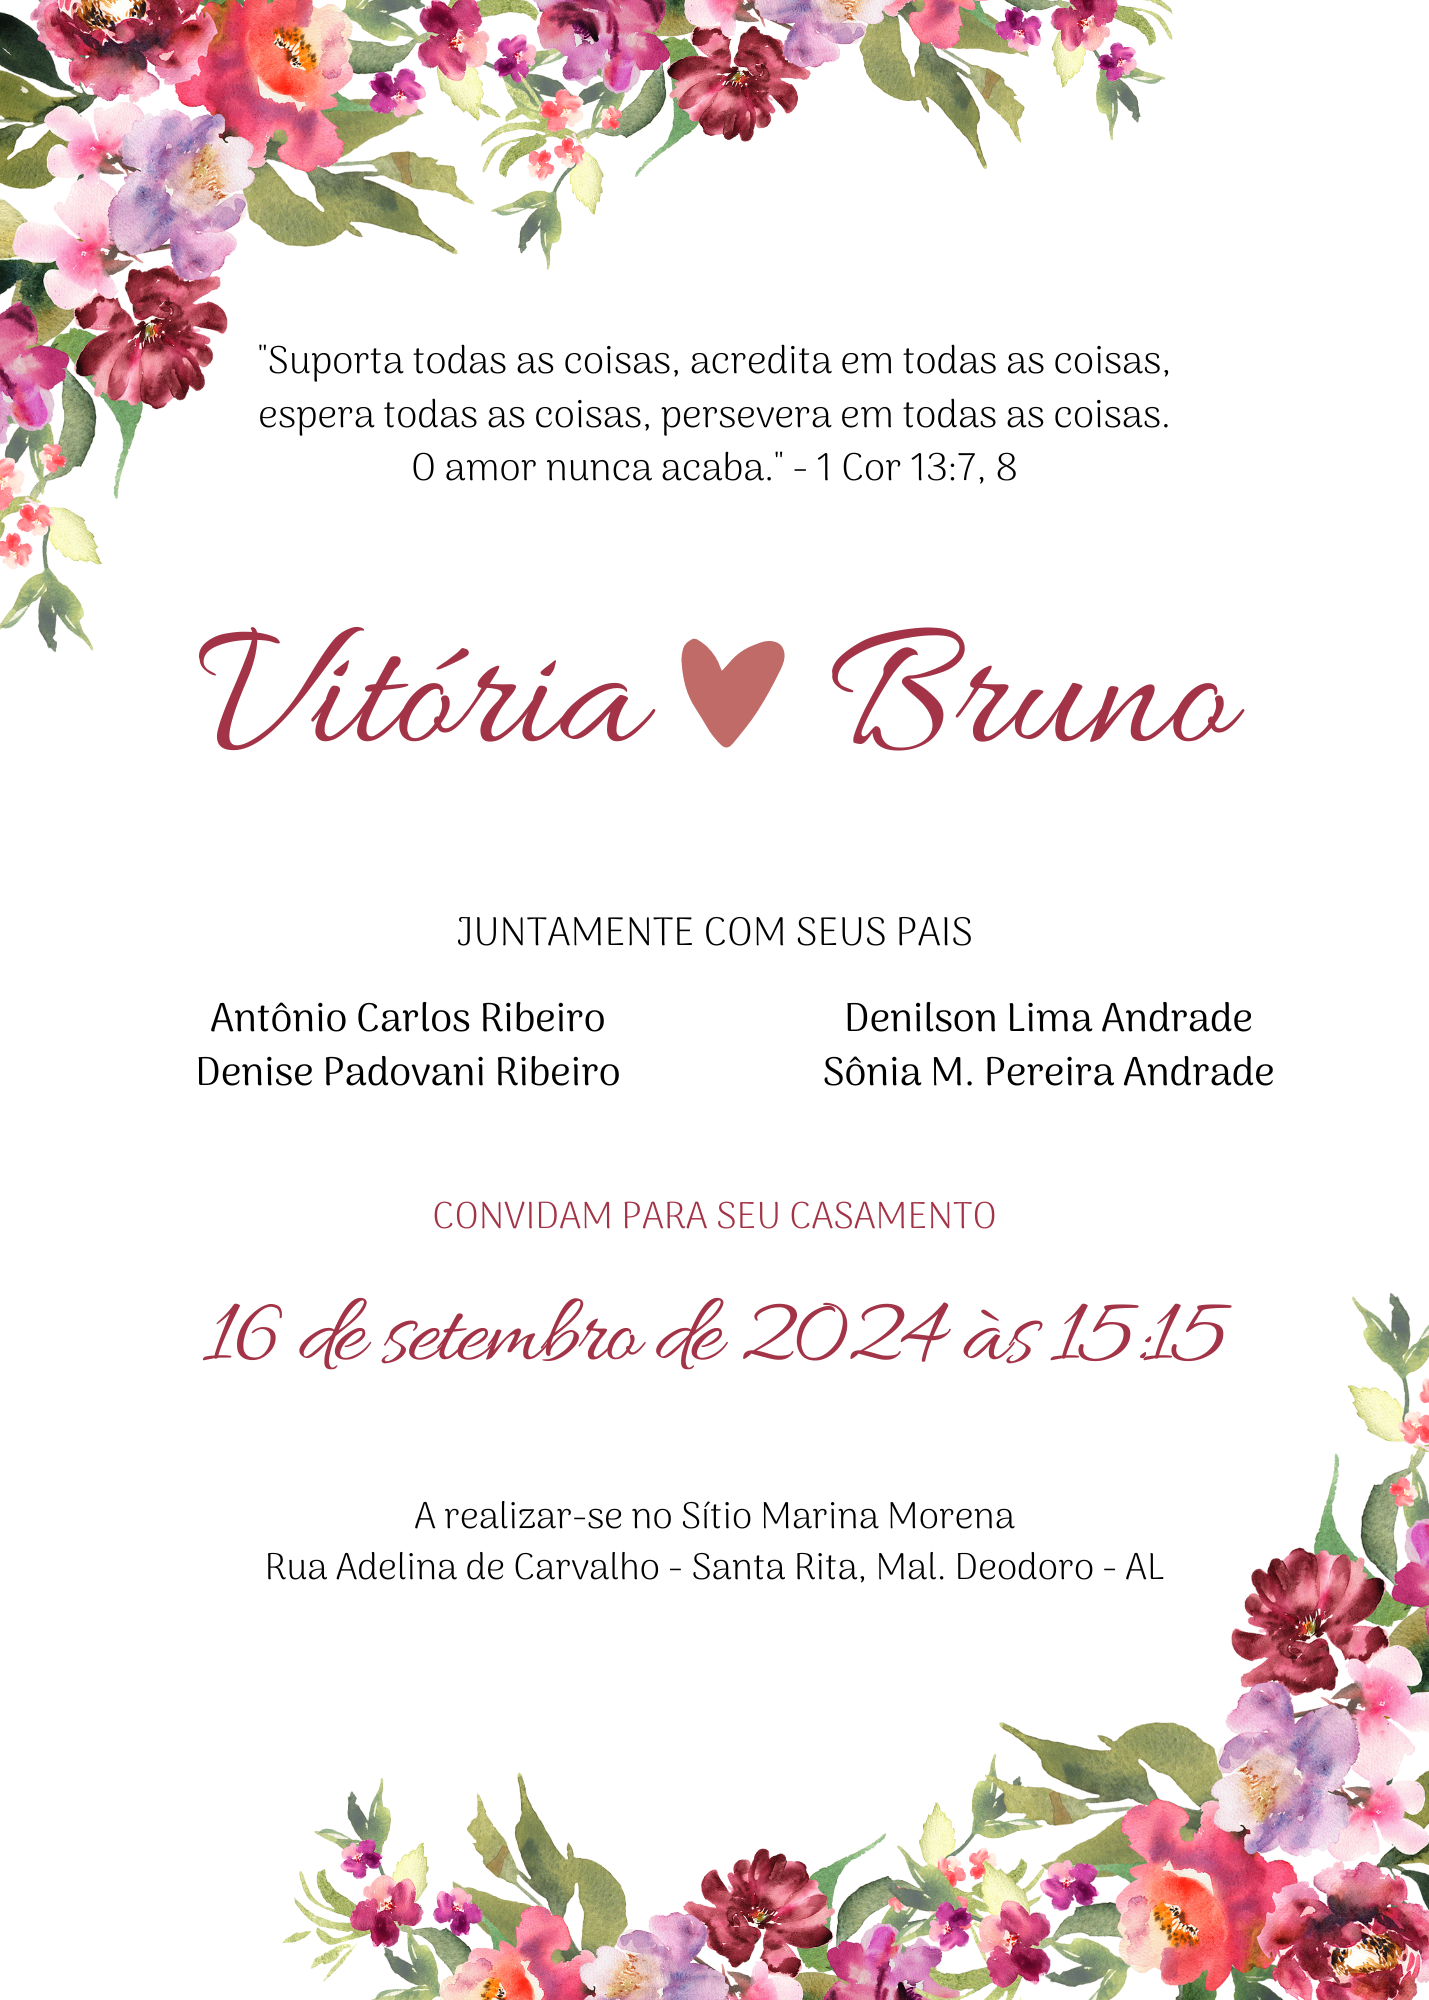 "Suporta todas as coisas, acredita em todas as coisas,
espera todas as coisas, persevera em todas as coisas.
O amor nunca acaba." - 1 Cor 13:7, 8
Vitória Bruno
JUNTAMENTE COM SEUS PAIS
Antônio Carlos Ribeiro
Denise Padovani Ribeiro
Denilson Lima Andrade
Sônia M. Pereira Andrade
CONVIDAM PARA SEU CASAMENTO
16 de setembro de 2024 às 15:15
A realizar-se no Sítio Marina Morena
Rua Adelina de Carvalho - Santa Rita, Mal. Deodoro - AL